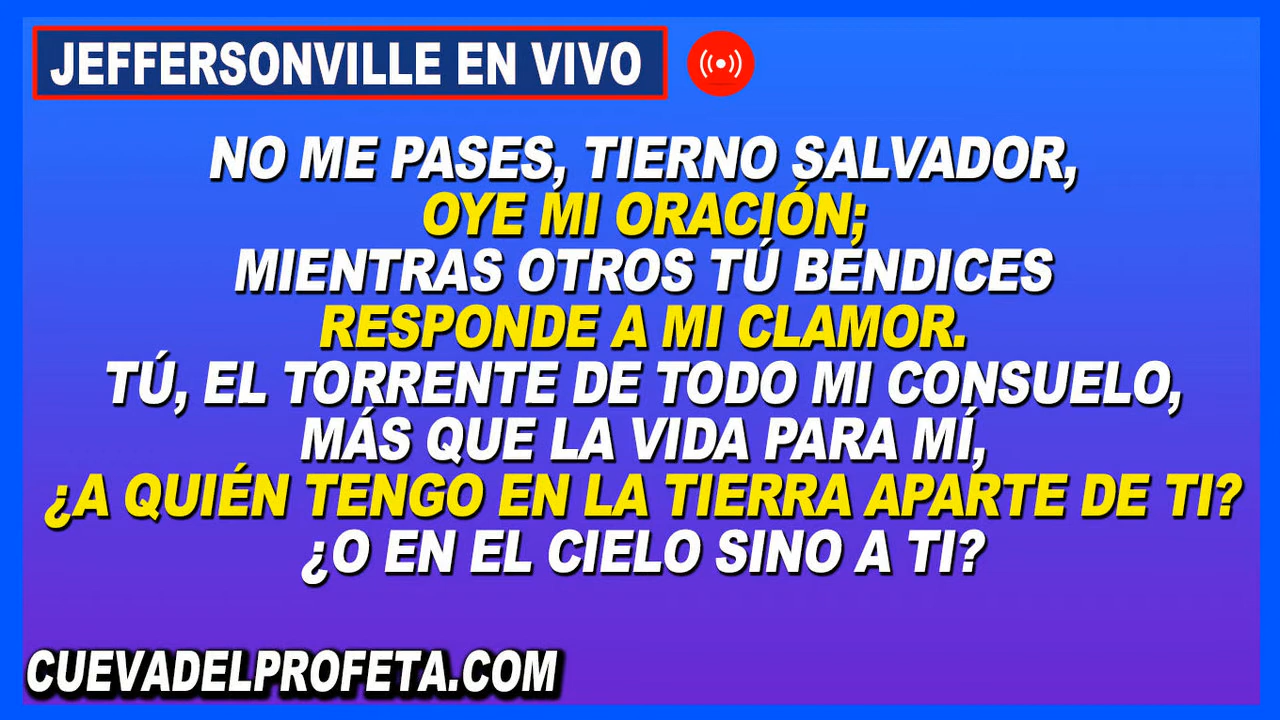 JEFFERSONVILLE EN VIVO
NO ME PASES, TIERNO SALVADOR,
OYE MI ORACIÓN;
MIENTRAS OTROS TÚ BENDICES
RESPONDE A MI CLAMOR.
TÚ, EL TORRENTE DE TODO MI CONSUELO,
MÁS QUE LA VIDA PARA MÍ,
¿A QUIÉN TENGO EN LA TIERRA APARTE DE TI?
¿O EN EL CIELO SINO A TI?
CUEVADELPROFETA.COM